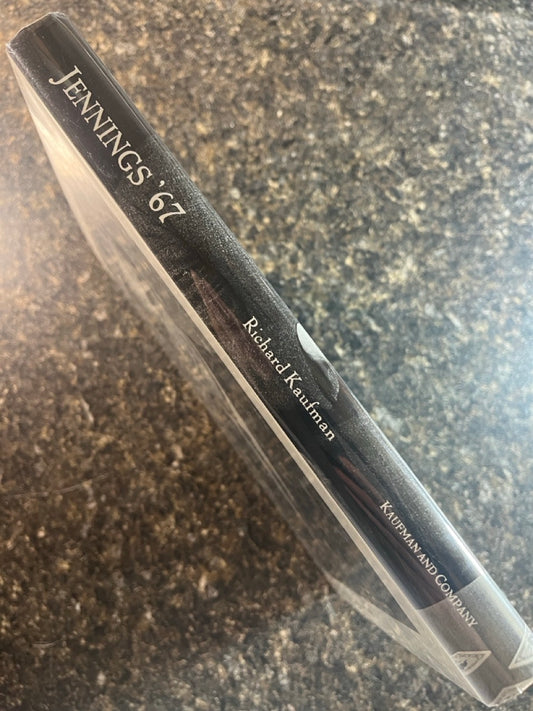 JENNINGS '67
Richard Kaufman
KAUFMAN AND COMPANY